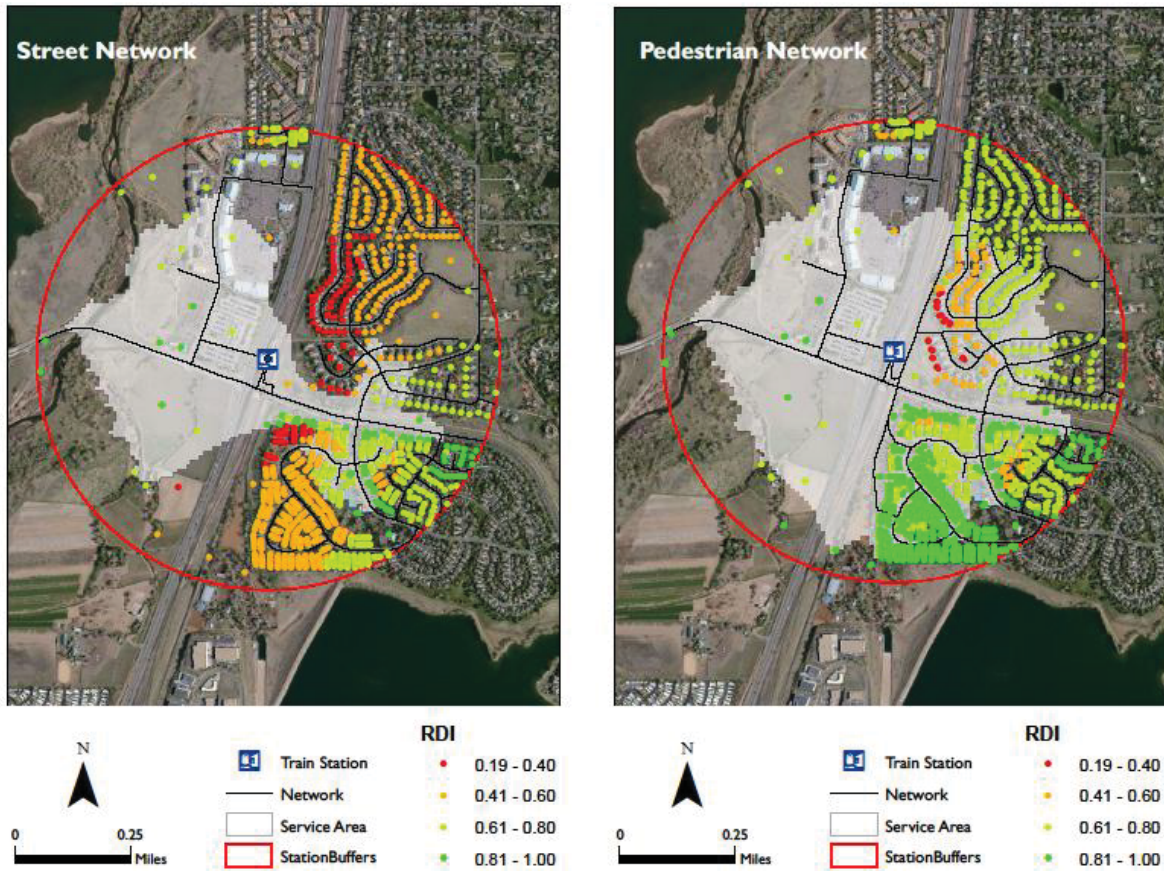 Street Network
Pedestrian Network
N
0
0.25
Miles
Train Station
Network
Service Area
StationBuffers
RDI
0.19 - 0.40
0.41 - 0.60
0.61 - 0.80
0.81 - 1.00
N
0
0.25
Miles
Train Station
Network
Service Area
StationBuffers
RDI
0.19 - 0.40
0.41 - 0.60
0.61 - 0.80
0.81 - 1.00